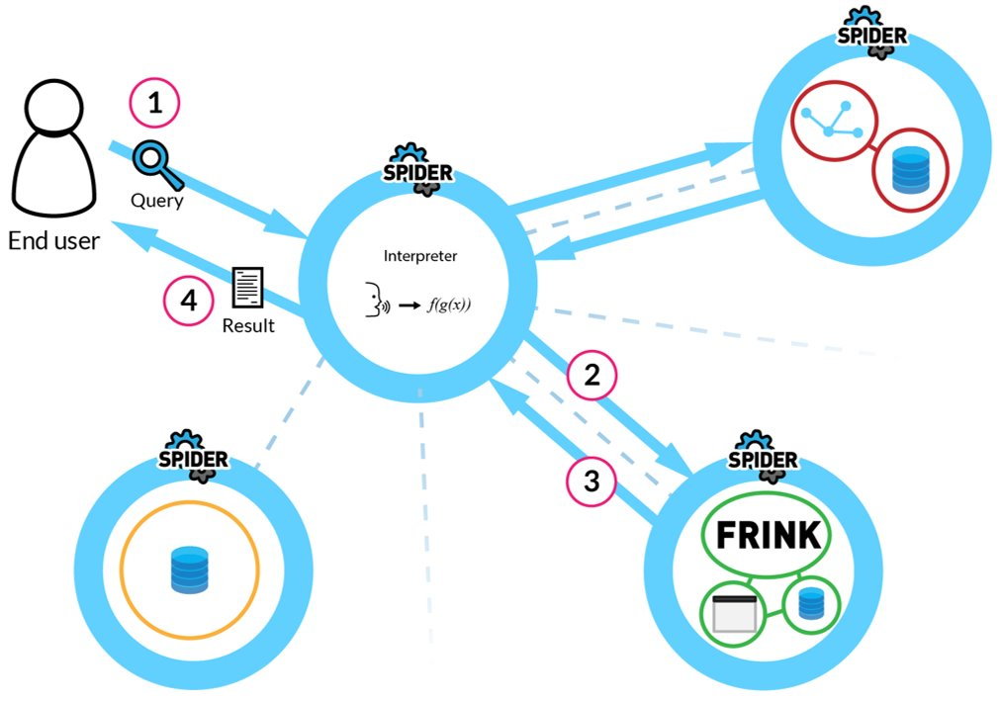 SPIDER
1
Query
End user
SPIDER
Interpreter
f(g(x))
4
Result
2
3
SPIDER
SPIDER
FRINK